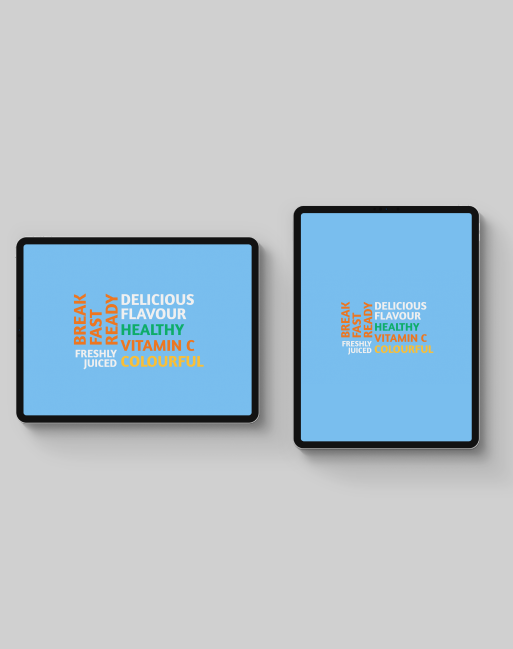 BREAK
FAST
READY
FRESHLY
JUICED
DELICIOUS
FLAVOUR
HEALTHY
VITAMIN C
COLOURFUL
BREAK
FAST
READY
FRESHLY
JUICED
DELICIOUS
FLAVOUR
HEALTHY
VITAMIN C
COLOURFUL